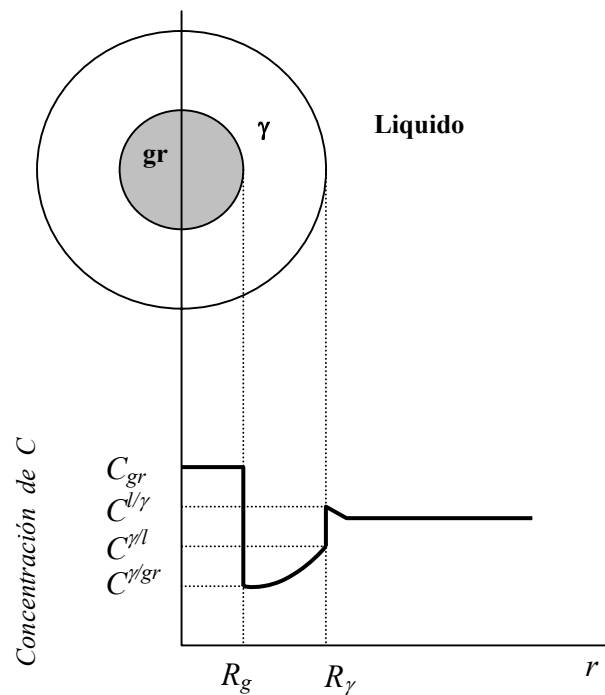 gr
γ
Liquido
Concentración de C
C_gr
C^l/γ
C^γ/l
C^γ/gr
R_g
R_γ
r